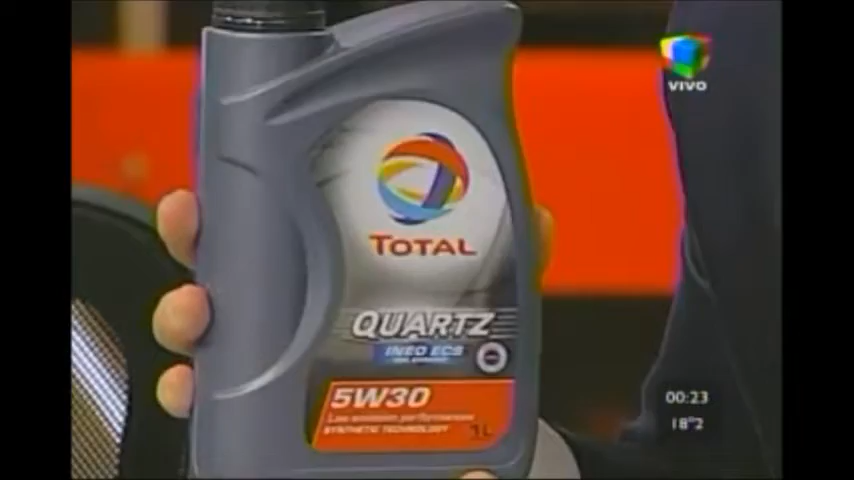 VIVO
TOTAL
QUARTZ
INEO ECS
5W30
Low emission performance
SYNTHETIC TECHNOLOGY
1L
00:23
18°2